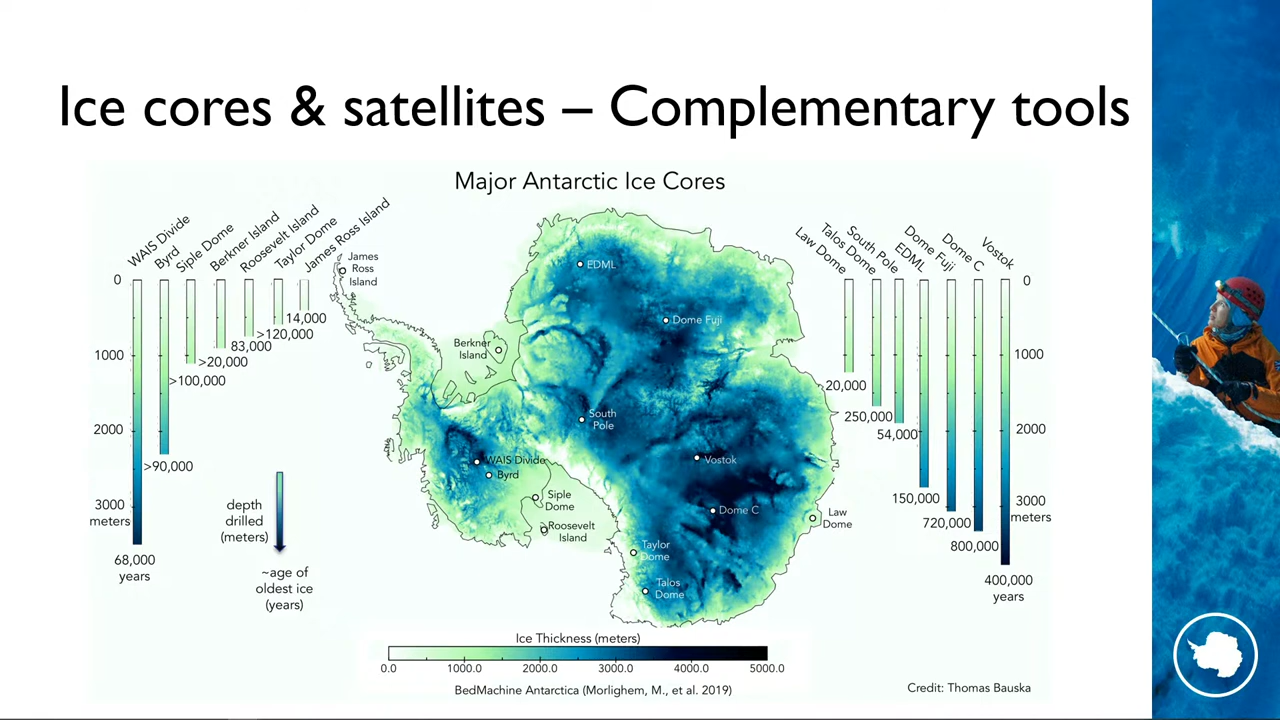 Ice cores & satellites – Complementary tools
Major Antarctic Ice Cores
WAIS Divide
Byrd
Siple Dome
Berkner Island
Roosevelt Island
Taylor Dome
James Ross Island
Law Dome
Talos Dome
South Pole
EDML
Dome Fuji
Dome C
Vostok
0
1000
2000
3000
meters
68,000
years
>90,000
>100,000
>20,000
83,000
>120,000
14,000
depth
drilled
(meters)
~age of
oldest ice
(years)
James
Ross
Island
Berkner
Island
EDML
Dome Fuji
South
Pole
WAIS Divide
Byrd
Vostok
Siple
Dome
Dome C
Roosevelt
Island
Law
Dome
Taylor
Dome
Talos
Dome
0
1000
2000
3000
meters
20,000
250,000
54,000
150,000
720,000
800,000
400,000
years
Ice Thickness (meters)
0.0 1000.0 2000.0 3000.0 4000.0 5000.0
BedMachine Antarctica (Morlighem, M., et al. 2019)
Credit: Thomas Bauska